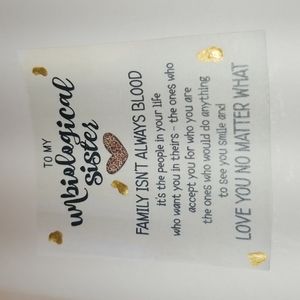 TO MY
unbiological
sister
FAMILY ISN'T ALWAYS BLOOD
it's the people in your life
who want you in theirs - the ones who
accept you for who you are
the ones who would do anything
to see you smile and
LOVE YOU NO MATTER WHAT